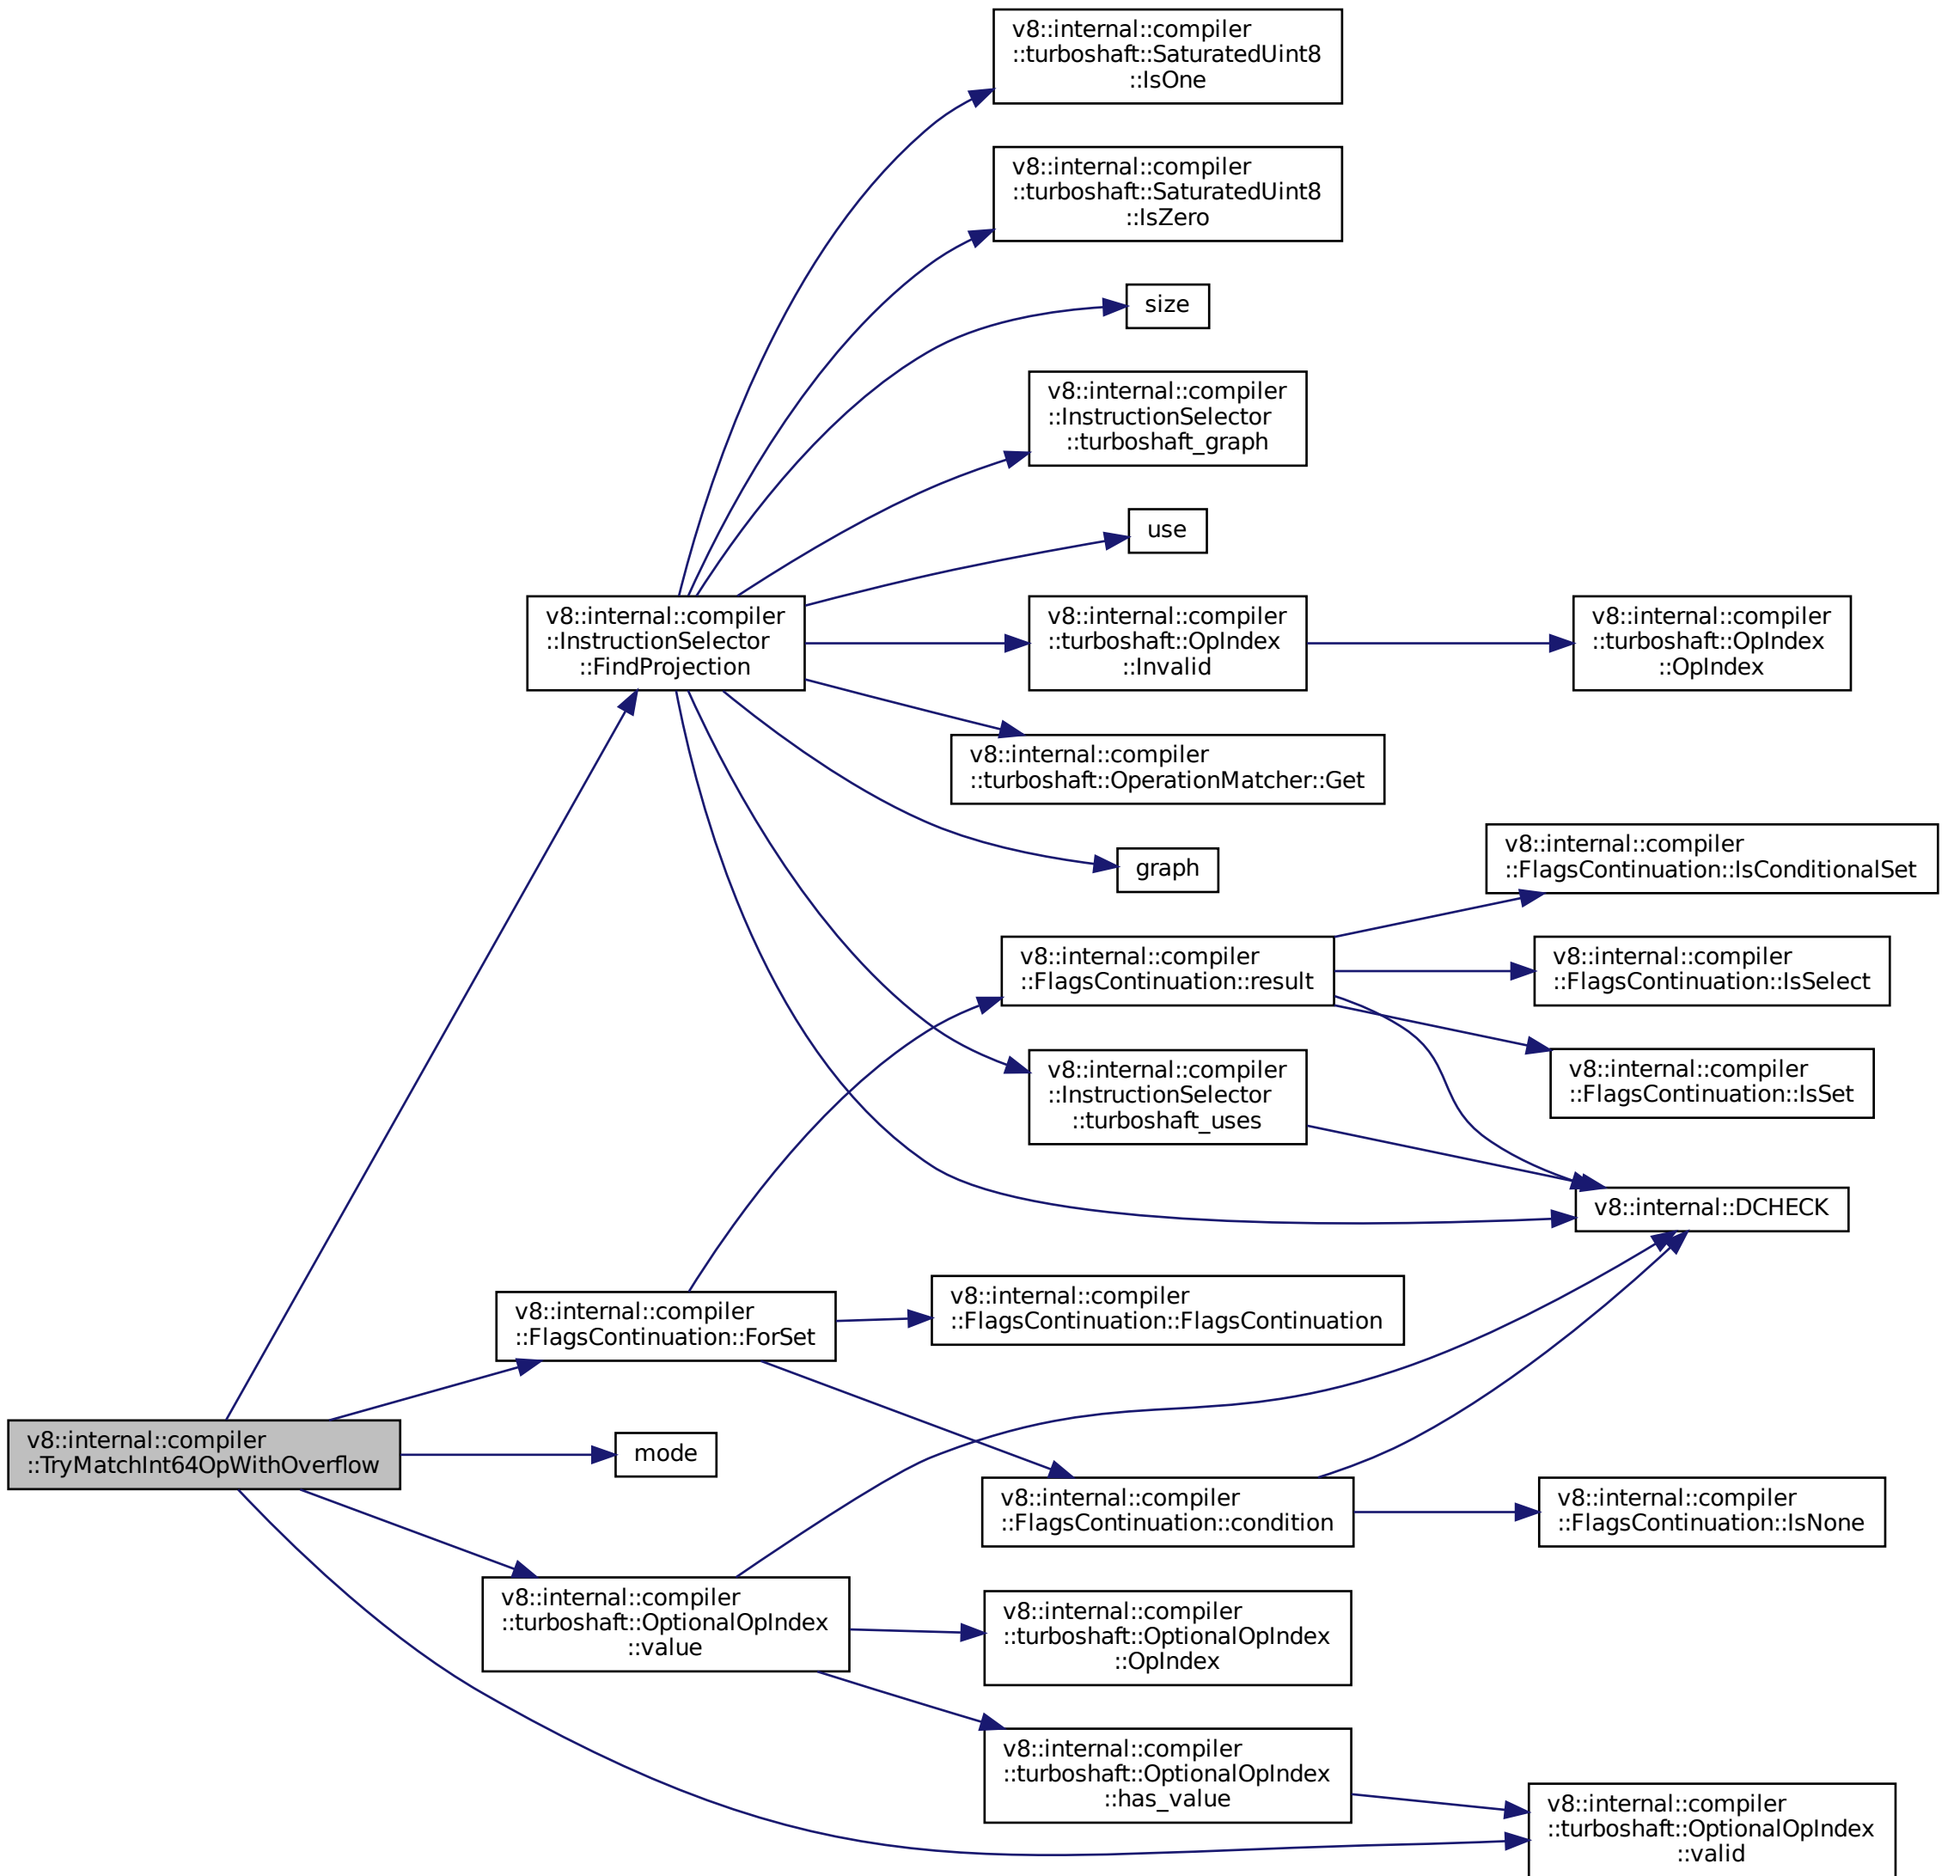 v8::internal::compiler
::turboshaft::SaturatedUint8
::IsOne
v8::internal::compiler
::turboshaft::SaturatedUint8
::IsZero
size
v8::internal::compiler
::InstructionSelector
::turboshaft_graph
use
v8::internal::compiler
::InstructionSelector
::FindProjection
v8::internal::compiler
::turboshaft::OpIndex
::Invalid
v8::internal::compiler
::turboshaft::OpIndex
::OpIndex
v8::internal::compiler
::turboshaft::OperationMatcher::Get
graph
v8::internal::compiler
::FlagsContinuation::IsConditionalSet
v8::internal::compiler
::FlagsContinuation::result
v8::internal::compiler
::FlagsContinuation::IsSelect
v8::internal::compiler
::InstructionSelector
::turboshaft_uses
v8::internal::compiler
::FlagsContinuation::IsSet
v8::internal::DCHECK
v8::internal::compiler
::FlagsContinuation::ForSet
v8::internal::compiler
::FlagsContinuation::FlagsContinuation
v8::internal::compiler
::TryMatchInt64OpWithOverflow
mode
v8::internal::compiler
::FlagsContinuation::condition
v8::internal::compiler
::FlagsContinuation::IsNone
v8::internal::compiler
::turboshaft::OptionalOpIndex
::value
v8::internal::compiler
::turboshaft::OptionalOpIndex
::OpIndex
v8::internal::compiler
::turboshaft::OptionalOpIndex
::has_value
v8::internal::compiler
::turboshaft::OptionalOpIndex
::valid